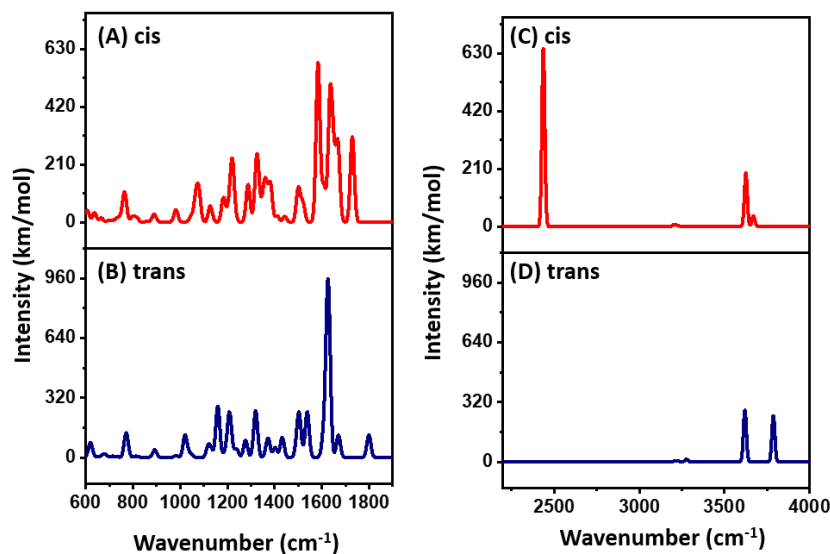 (A) cis
630
420
210
0
(B) trans
960
640
320
0
600 800 1000 1200 1400 1600 1800
Wavenumber (cm⁻¹)
Intensity (km/mol)
(C) cis
630
420
210
0
(D) trans
960
640
320
0
2500 3000 3500 4000
Wavenumber (cm⁻¹)
Intensity (km/mol)